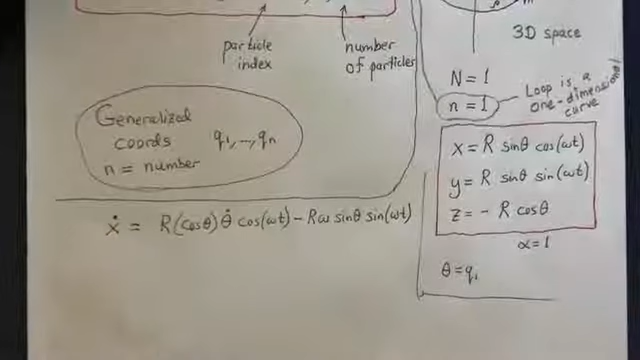 particle
index
number
of particles
Generalized
coords q₁,..,qₙ
n = number
ẋ = R(cosθ)θ̇ cos(ωt) - Rω sinθ sin(ωt)
3D space
N = 1
n = 1
Loop is a
one-dimensional
curve
x = R sinθ cos(ωt)
y = R sinθ sin(ωt)
z = - R cosθ
α = 1
θ = q₁